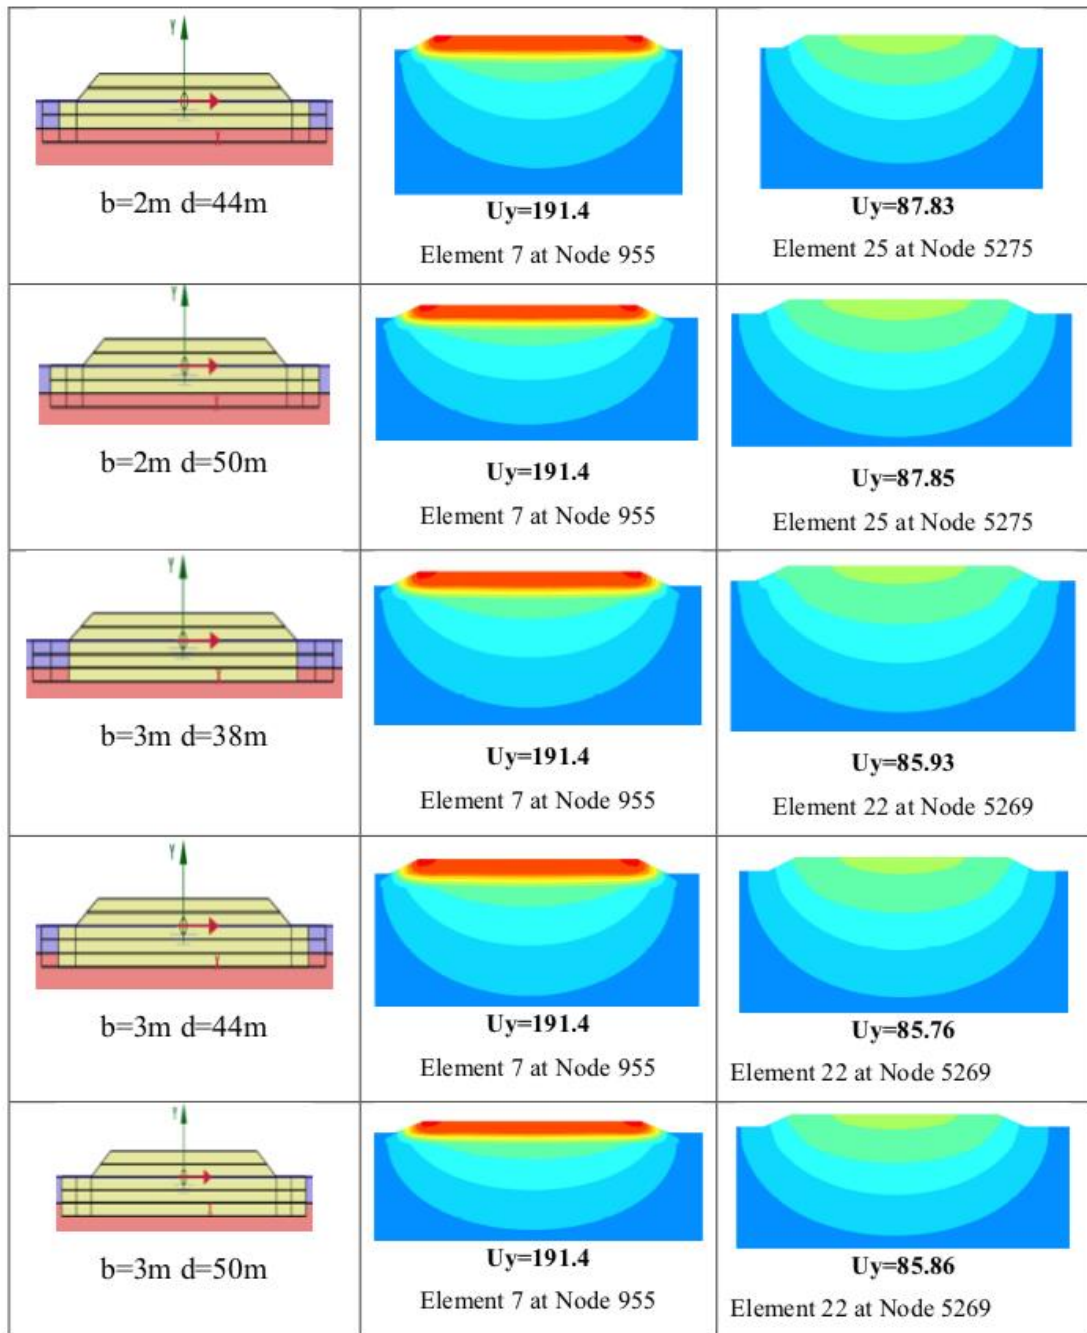 Y
b=2m d=44m
Uy=191.4
Element 7 at Node 955
Uy=87.83
Element 25 at Node 5275
Y
b=2m d=50m
Uy=191.4
Element 7 at Node 955
Uy=87.85
Element 25 at Node 5275
Y
b=3m d=38m
Uy=191.4
Element 7 at Node 955
Uy=85.93
Element 22 at Node 5269
Y
b=3m d=44m
Uy=191.4
Element 7 at Node 955
Uy=85.76
Element 22 at Node 5269
Y
b=3m d=50m
Uy=191.4
Element 7 at Node 955
Uy=85.86
Element 22 at Node 5269